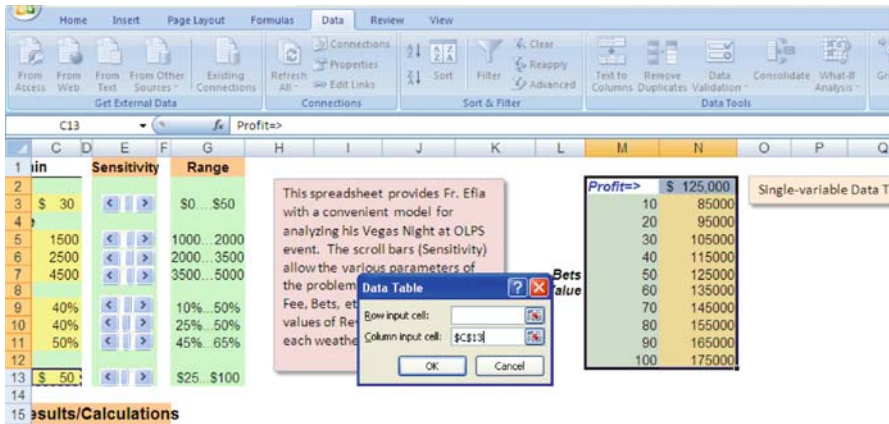 Home Insert Page Layout Formulas Data Review View
From Access From Web From Text From Other Sources Existing Connections Refresh All Connections Properties Edit Links Sort Filter Clear Reapply Advanced Text to Columns Remove Duplicates Data Validation Consolidate What-If Analysis
Get External Data Connections Sort & Filter Data Tools
C13 fx Profit=>
C D E F G H I J K L M N O P Q
1 in Sensitivity Range
2 Profit=> $ 125,000
3 $ 30 $0...$50 10 85000
4 20 95000
5 1500 1000...2000 30 105000
6 2500 2000...3500 40 115000
7 4500 3500...5000 Bets 50 125000
8 alue 60 135000
9 40% 10%...50% 70 145000
10 40% 25%...50% 80 155000
11 50% 45%...65% 90 165000
12 100 175000
13 $ 50 $25...$100
14
15 esults/Calculations
This spreadsheet provides Fr. Efia
with a convenient model for
analyzing his Vegas Night at OLPS
event. The scroll bars (Sensitivity)
allow the various parameters of
the problem
Fee, Bets, et
values of Re
each weathe
Single-variable Data T
Data Table
Row input cell:
Column input cell: $C$13
OK Cancel